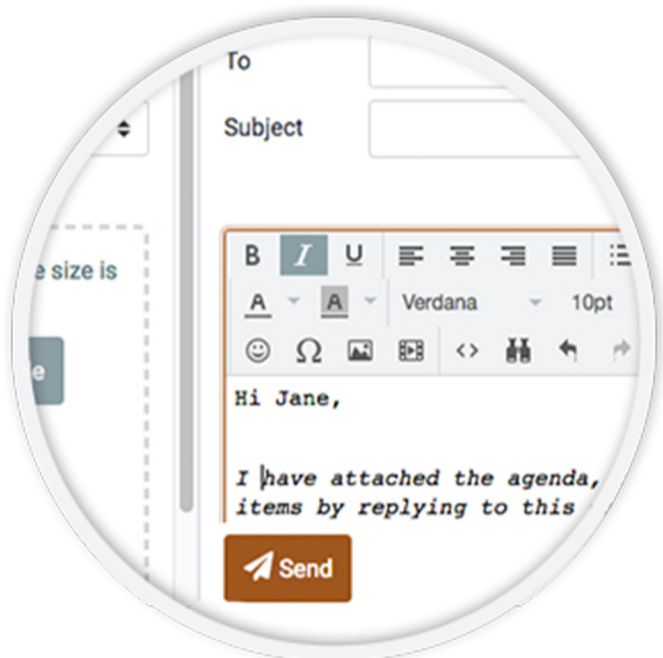 To
Subject
size is
B I U
A A Verdana 10pt
Ω <>
Hi Jane,
I have attached the agenda,
items by replying to this
Send